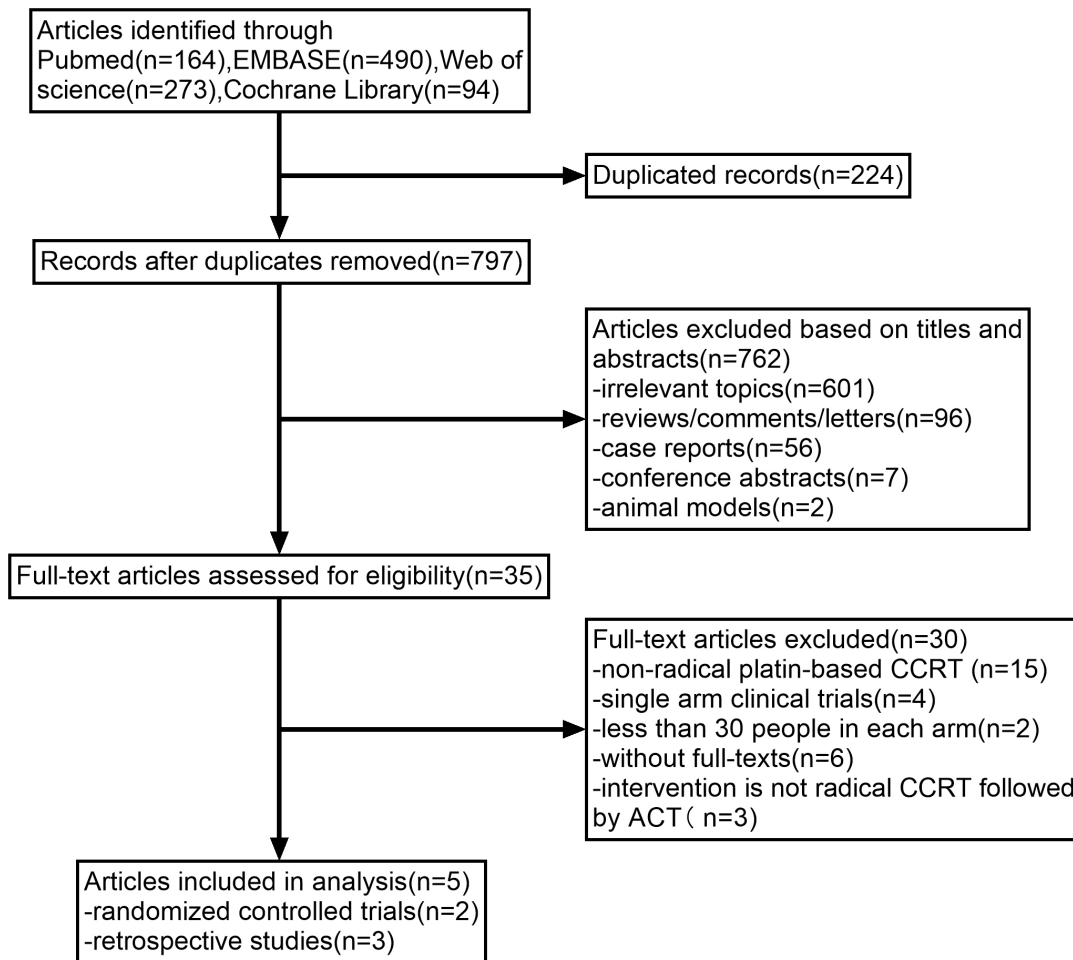 Articles identified through
Pubmed(n=164),EMBASE(n=490),Web of
science(n=273),Cochrane Library(n=94)
Duplicated records(n=224)
Records after duplicates removed(n=797)
Articles excluded based on titles and
abstracts(n=762)
-irrelevant topics(n=601)
-reviews/comments/letters(n=96)
-case reports(n=56)
-conference abstracts(n=7)
-animal models(n=2)
Full-text articles assessed for eligibility(n=35)
Full-text articles excluded(n=30)
-non-radical platin-based CCRT (n=15)
-single arm clinical trials(n=4)
-less than 30 people in each arm(n=2)
-without full-texts(n=6)
-intervention is not radical CCRT followed
by ACT( n=3)
Articles included in analysis(n=5)
-randomized controlled trials(n=2)
-retrospective studies(n=3)